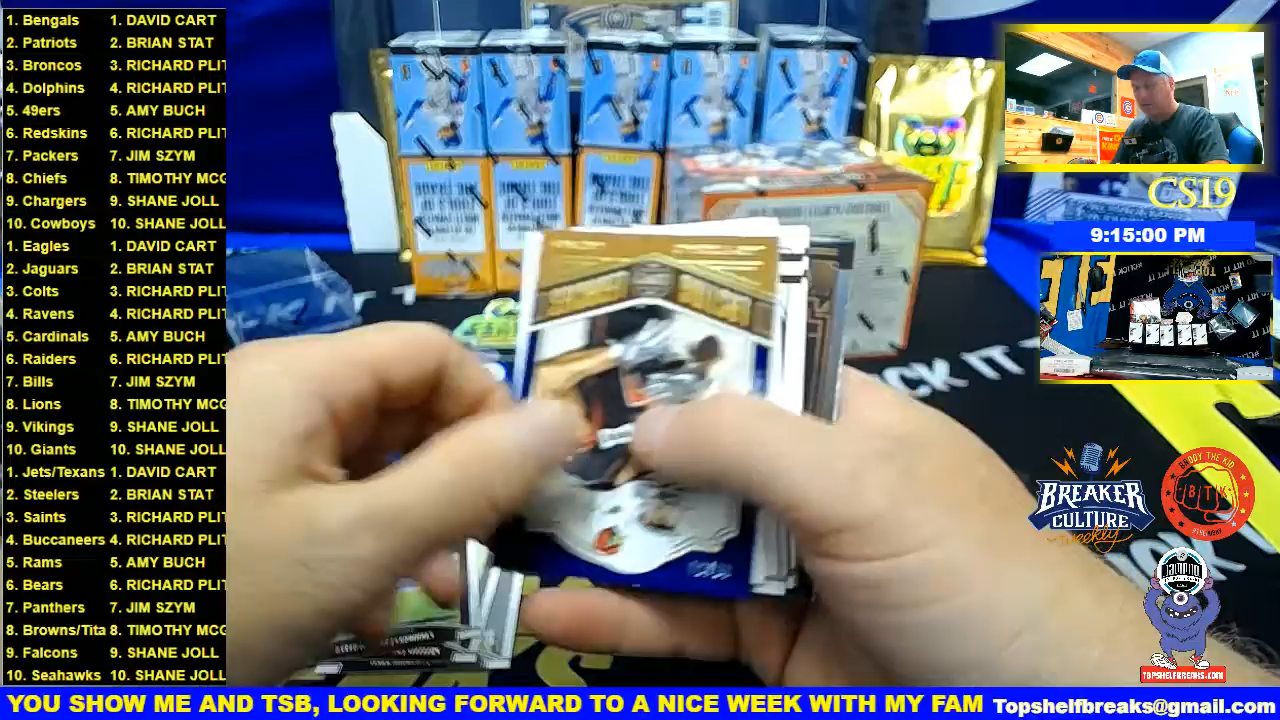 1. Bengals 1. DAVID CART
2. Patriots 2. BRIAN STAT
3. Broncos 3. RICHARD PLIT
4. Dolphins 4. RICHARD PLIT
5. 49ers 5. AMY BUCH
6. Redskins 6. RICHARD PLIT
7. Packers 7. JIM SZYM
8. Chiefs 8. TIMOTHY MCG
9. Chargers 9. SHANE JOLL
10. Cowboys 10. SHANE JOLL
1. Eagles 1. DAVID CART
2. Jaguars 2. BRIAN STAT
3. Colts 3. RICHARD PLIT
4. Ravens 4. RICHARD PLIT
5. Cardinals 5. AMY BUCH
6. Raiders 6. RICHARD PLIT
7. Bills 7. JIM SZYM
8. Lions 8. TIMOTHY MCG
9. Vikings 9. SHANE JOLL
10. Giants 10. SHANE JOLL
1. Jets/Texans 1. DAVID CART
2. Steelers 2. BRIAN STAT
3. Saints 3. RICHARD PLIT
4. Buccaneers 4. RICHARD PLIT
5. Rams 5. AMY BUCH
6. Bears 6. RICHARD PLIT
7. Panthers 7. JIM SZYM
8. Browns/Tita 8. TIMOTHY MCG
9. Falcons 9. SHANE JOLL
10. Seahawks 10. SHANE JOLL
CS19
9:15:00 PM
CK IT
BREAKER
CULTURE
Weekly
BRODY THE KID
BTK
TOPSHELFBREAKS.COM
YOU SHOW ME AND TSB, LOOKING FORWARD TO A NICE WEEK WITH MY FAM
Topshelfbreaks@gmail.com